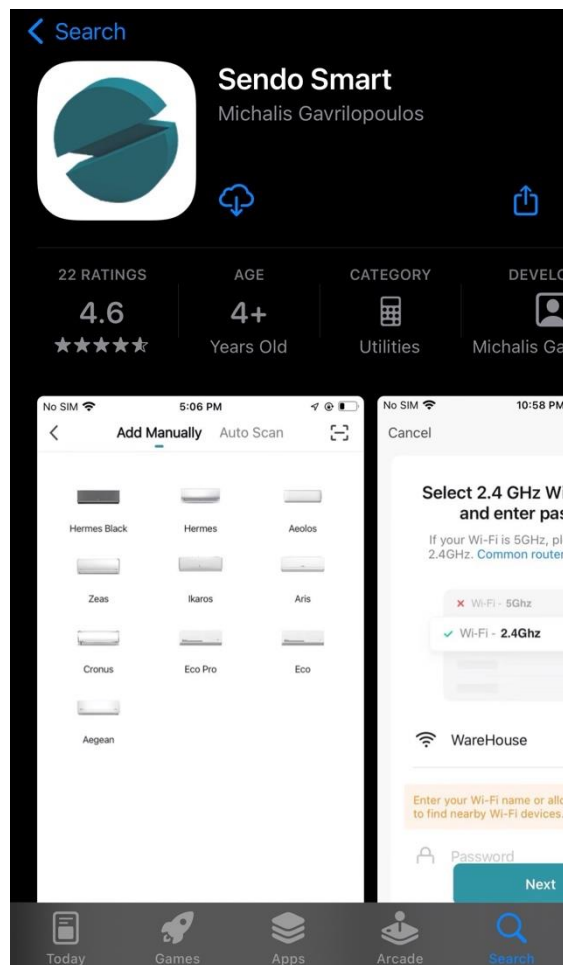 Search
Sendo Smart
Michalis Gavrilopoulos
22 RATINGS
AGE
CATEGORY
4.6
4+
Years Old
Utilities
Michalis
No SIM
5:06 PM
Add Manually
Auto Scan
Hermes Black
Hermes
Aeolos
Zeas
Ikaros
Aris
Cronus
Eco Pro
Eco
Aegean
No SIM
10:58 PM
Cancel
Select 2.4 GHz
and enter
If your Wi-Fi is 5GHz,
2.4GHz. Common router
Wi-Fi - 5Ghz
Wi-Fi - 2.4Ghz
WareHouse
Enter your Wi-Fi name or
to find nearby Wi-Fi devices.
Password
Next
Today
Games
Apps
Arcade
Search